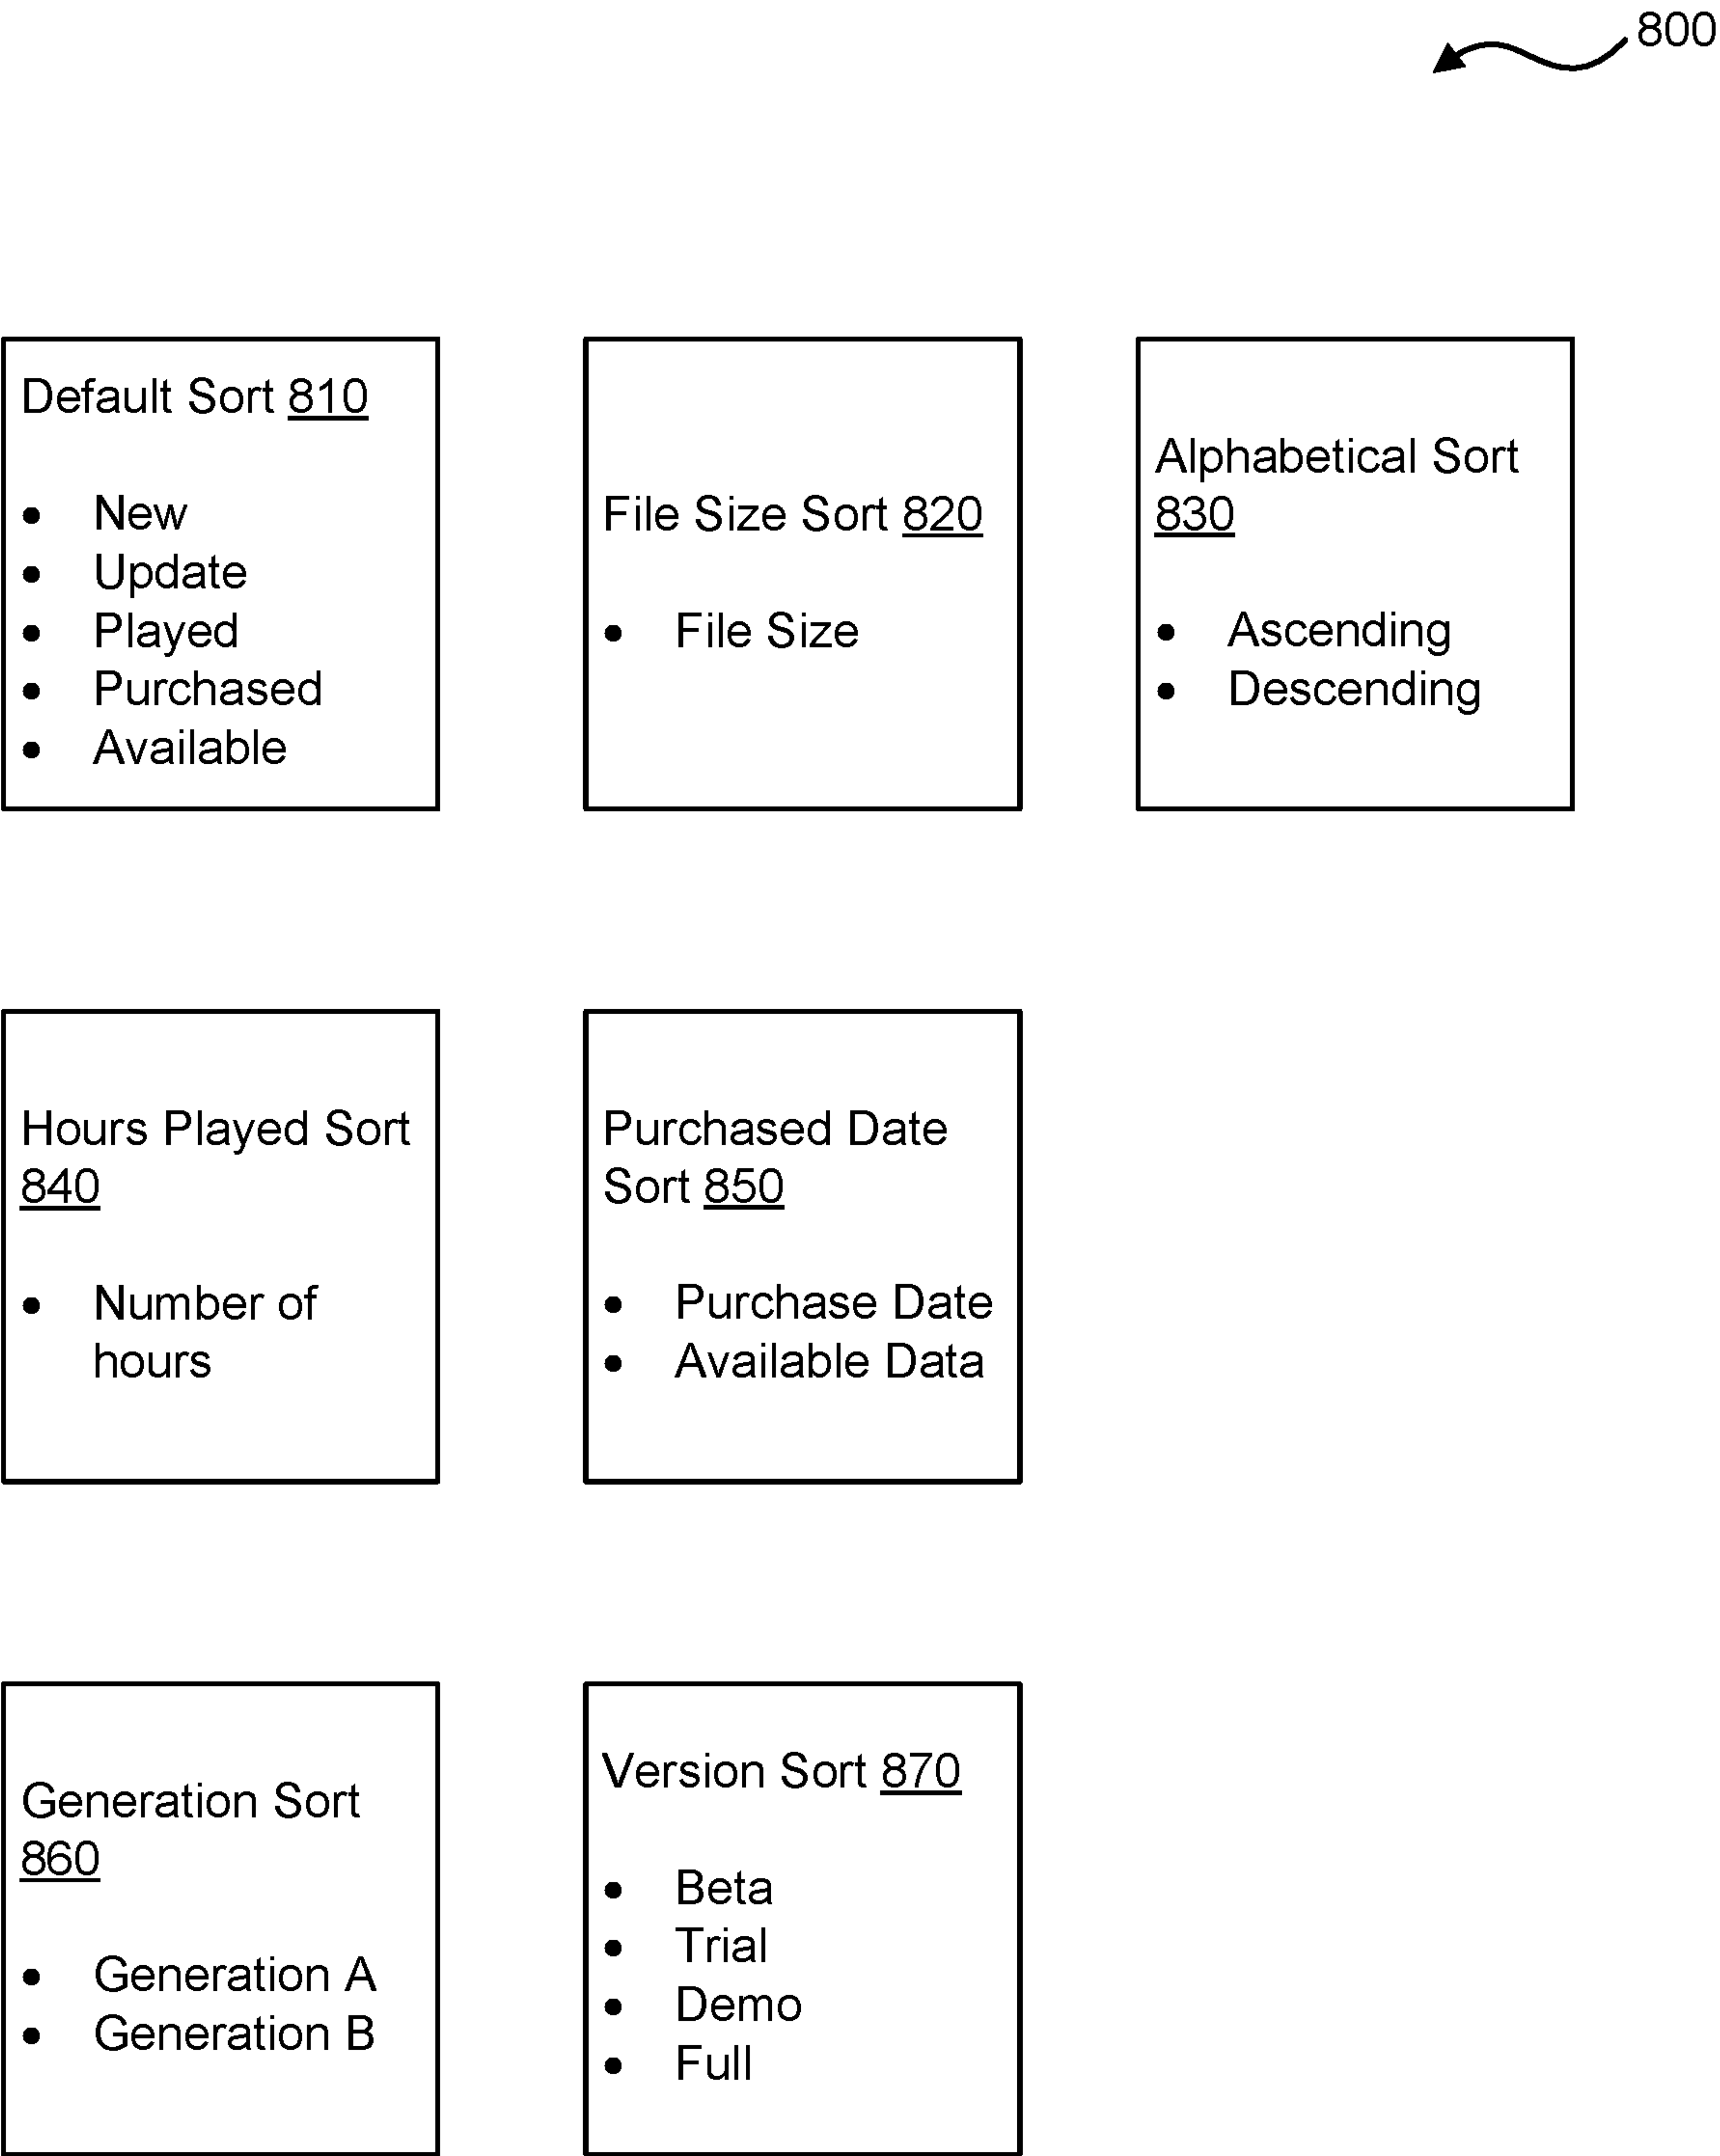 800
Default Sort 810
• New
• Update
• Played
• Purchased
• Available
File Size Sort 820
• File Size
Alphabetical Sort
830
• Ascending
• Descending
Hours Played Sort
840
• Number of
hours
Purchased Date
Sort 850
• Purchase Date
• Available Data
Generation Sort
860
• Generation A
• Generation B
Version Sort 870
• Beta
• Trial
• Demo
• Full